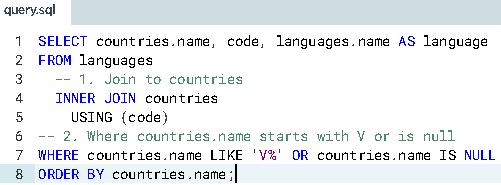 query.sql
1 SELECT countries.name, code, languages.name AS language
2 FROM languages
3 -- 1. Join to countries
4 INNER JOIN countries
5 USING (code)
6 -- 2. Where countries.name starts with V or is null
7 WHERE countries.name LIKE 'V%' OR countries.name IS NULL
8 ORDER BY countries.name;